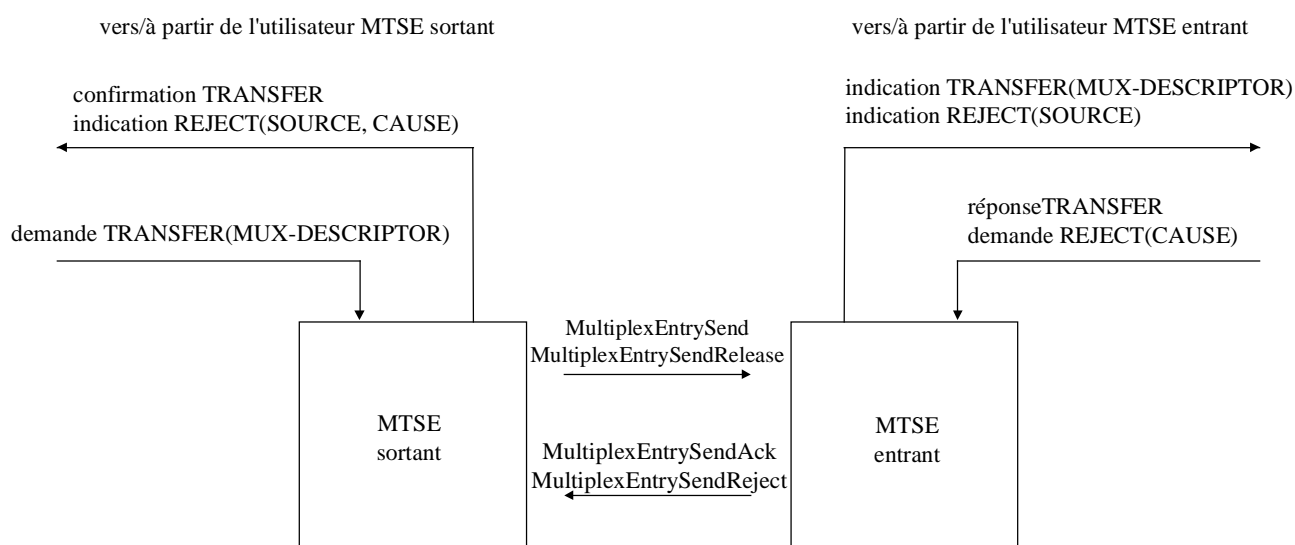 vers/à partir de l'utilisateur MTSE sortant
vers/à partir de l'utilisateur MTSE entrant
confirmation TRANSFER
indication REJECT(SOURCE, CAUSE)
indication TRANSFER(MUX-DESCRIPTOR)
indication REJECT(SOURCE)
demande TRANSFER(MUX-DESCRIPTOR)
réponseTRANSFER
demande REJECT(CAUSE)
MultiplexEntrySend
MultiplexEntrySendRelease
MTSE
sortant
MultiplexEntrySendAck
MultiplexEntrySendReject
MTSE
entrant